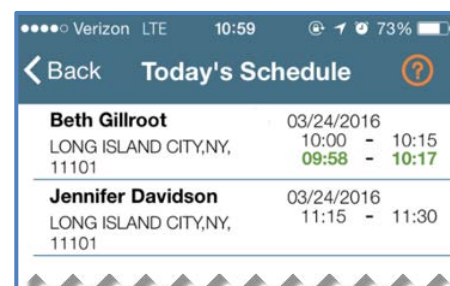 Verizon LTE 10:59 73%
Back Today's Schedule ?
Beth Gillroot 03/24/2016
LONG ISLAND CITY,NY, 10:00 - 10:15
11101 09:58 - 10:17
Jennifer Davidson 03/24/2016
LONG ISLAND CITY,NY, 11:15 - 11:30
11101